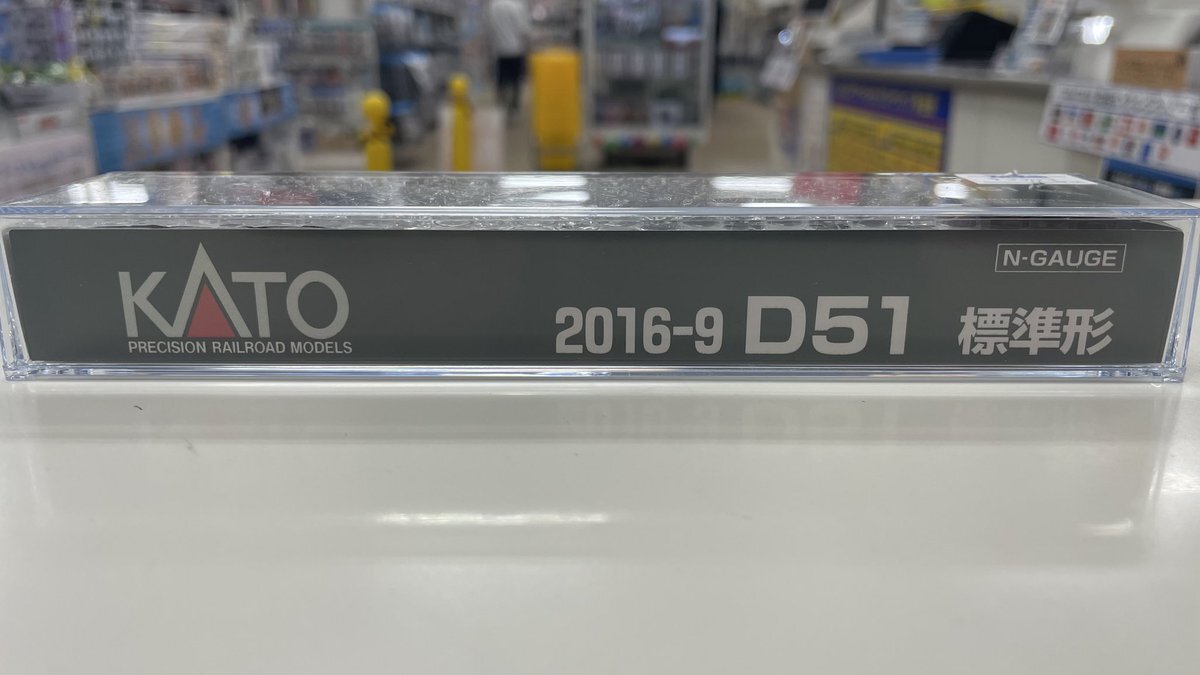 KATO
PRECISION RAILROAD MODELS
N-GAUGE
2016-9 D51 標準形